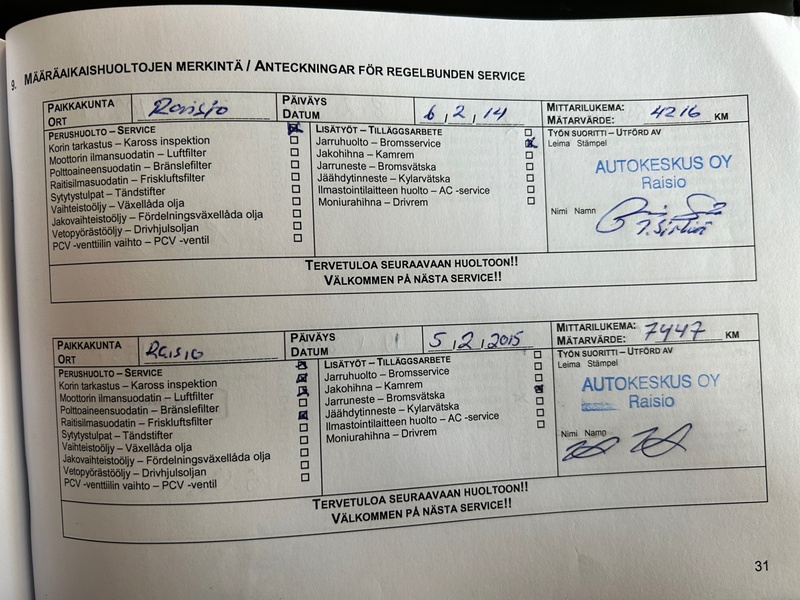 9. MÄÄRÄAIKAISHUOLTOJEN MERKINTÄ / ANTECKNINGAR FÖR REGELBUNDEN SERVICE
PAIKKAKUNTA
ORT
Raisio
PÄIVÄYS
DATUM
6, 2, 14
MITTARILUKEMA:
MÄTARVÄRDE:
4216 KM
PERUSHUOLTO – SERVICE
Korin tarkastus – Kaross inspektion
Moottorin ilmansuodatin – Luftfilter
Polttoaineensuodatin – Bränslefilter
Raitisilmasuodatin – Friskluftsfilter
Sytytystulpat – Tändstifter
Vaihteistoöljy – Växellåda olja
Jakovaihteistoöljy – Fördelningsväxellåda olja
Vetopyörästööljy – Drivhjulsoljan
PCV -venttiilin vaihto – PCV -ventil
LISÄTYÖT – TILLÄGGSARBETE
Jarruhuolto – Bromsservice
Jakohihna – Kamrem
Jarruneste – Bromsvätska
Jäähdytinneste – Kylarvätska
Ilmastointilaitteen huolto – AC -service
Moniurahihna – Drivrem
TYÖN SUORITTI – UTFÖRD AV
Leima Stämpel
AUTOKESKUS OY
Raisio
Nimi Namn
TERVETULOA SEURAAVAAN HUOLTOON!!
VÄLKOMMEN PÅ NÄSTA SERVICE!!
PAIKKAKUNTA
ORT
Raisio
PÄIVÄYS
DATUM
5, 2, 2015
MITTARILUKEMA:
MÄTARVÄRDE:
7447 KM
PERUSHUOLTO – SERVICE
Korin tarkastus – Kaross inspektion
Moottorin ilmansuodatin – Luftfilter
Polttoaineensuodatin – Bränslefilter
Raitisilmasuodatin – Friskluftsfilter
Sytytystulpat – Tändstifter
Vaihteistoöljy – Växellåda olja
Jakovaihteistoöljy – Fördelningsväxellåda olja
Vetopyörästööljy – Drivhjulsoljan
PCV -venttiilin vaihto – PCV -ventil
LISÄTYÖT – TILLÄGGSARBETE
Jarruhuolto – Bromsservice
Jakohihna – Kamrem
Jarruneste – Bromsvätska
Jäähdytinneste – Kylarvätska
Ilmastointilaitteen huolto – AC -service
Moniurahihna – Drivrem
TYÖN SUORITTI – UTFÖRD AV
Leima Stämpel
AUTOKESKUS OY
Raisio
Nimi Namn
TERVETULOA SEURAAVAAN HUOLTOON!!
VÄLKOMMEN PÅ NÄSTA SERVICE!!
31